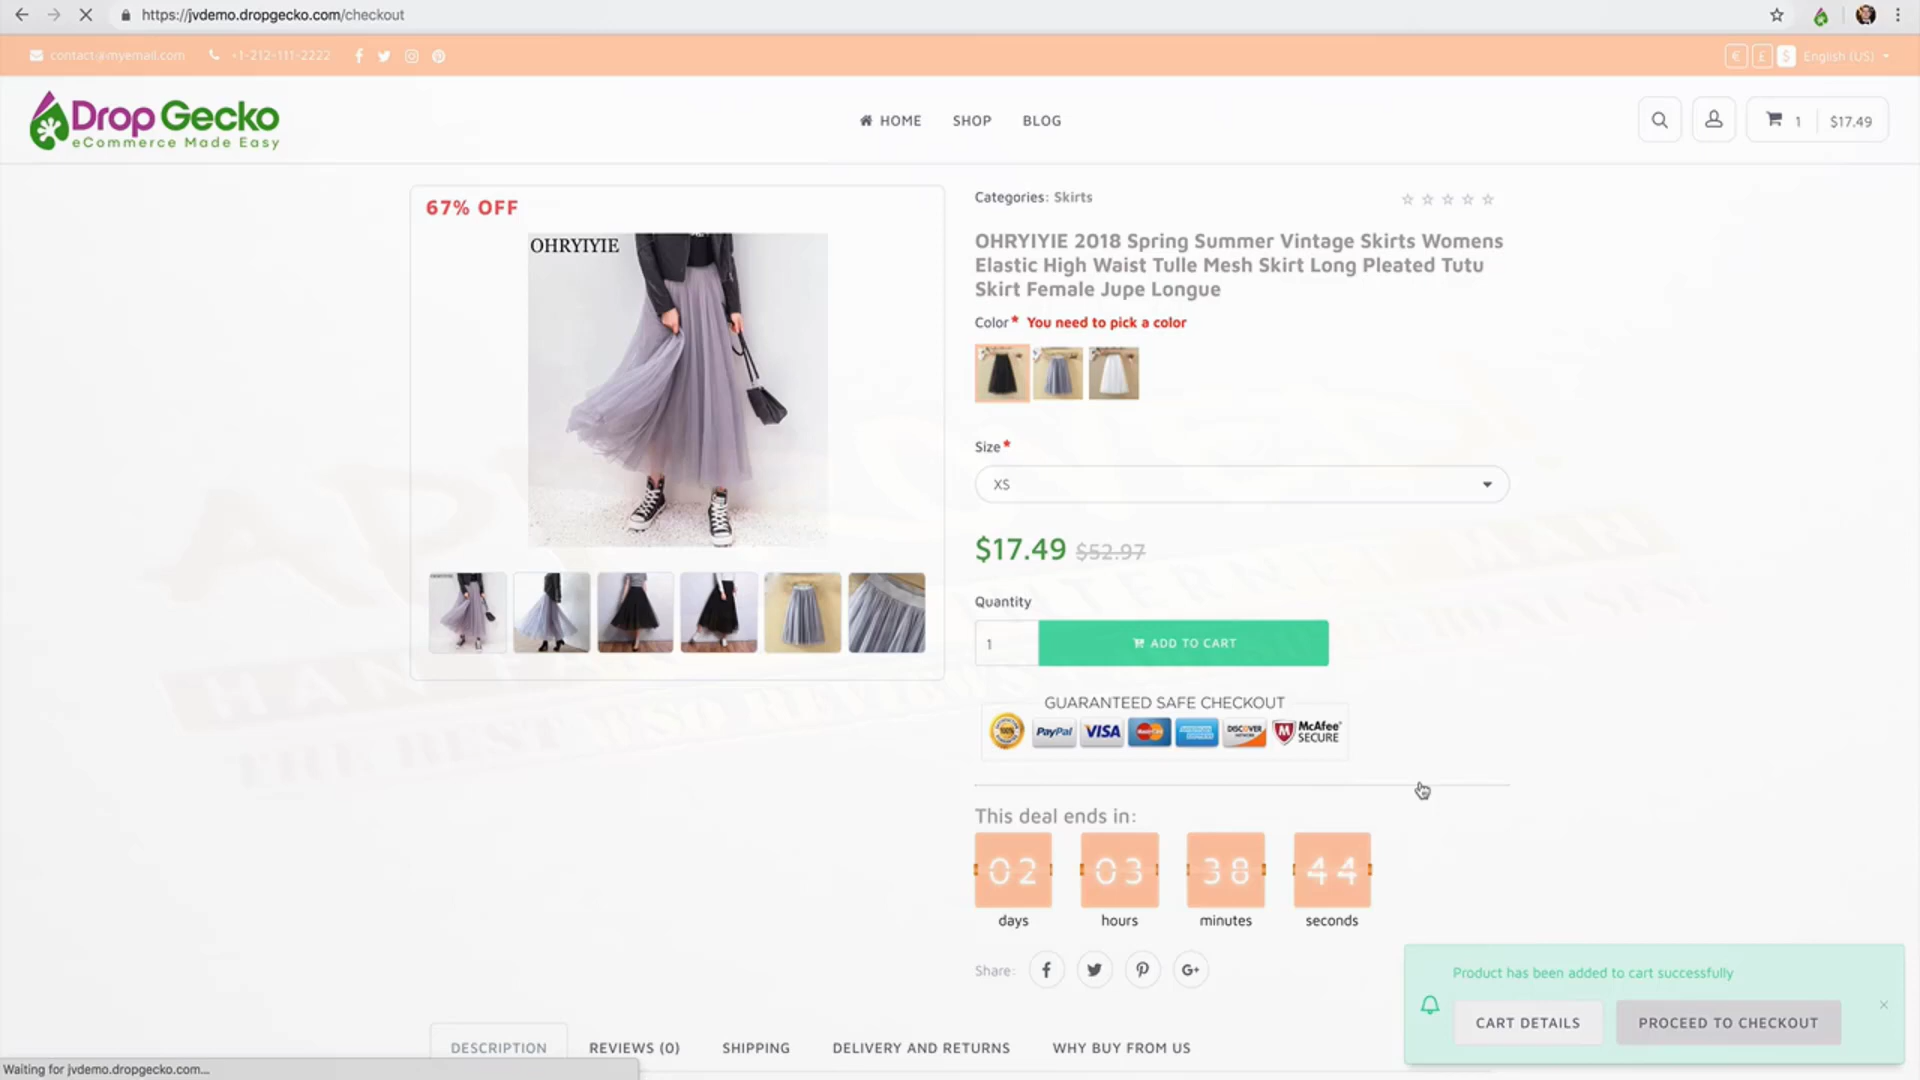 https://jvdemo.dropgecko.com/checkout
contact@myemail.com +1-212-111-2222
€ £ $ English (US)
Drop Gecko
eCommerce Made Easy
HOME SHOP BLOG
1 $17.49
67% OFF
OHRYIYIE
Categories: Skirts
OHRYIYIE 2018 Spring Summer Vintage Skirts Womens
Elastic High Waist Tulle Mesh Skirt Long Pleated Tutu
Skirt Female Jupe Longue
Color* You need to pick a color
Size*
XS
$17.49 $52.97
Quantity
1 ADD TO CART
GUARANTEED SAFE CHECKOUT
100% PayPal VISA MasterCard AMERICAN EXPRESS DISCOVER McAfee SECURE
This deal ends in:
02 03 38 44
days hours minutes seconds
Share:
Product has been added to cart successfully
CART DETAILS PROCEED TO CHECKOUT
DESCRIPTION REVIEWS (0) SHIPPING DELIVERY AND RETURNS WHY BUY FROM US
Waiting for jvdemo.dropgecko.com...